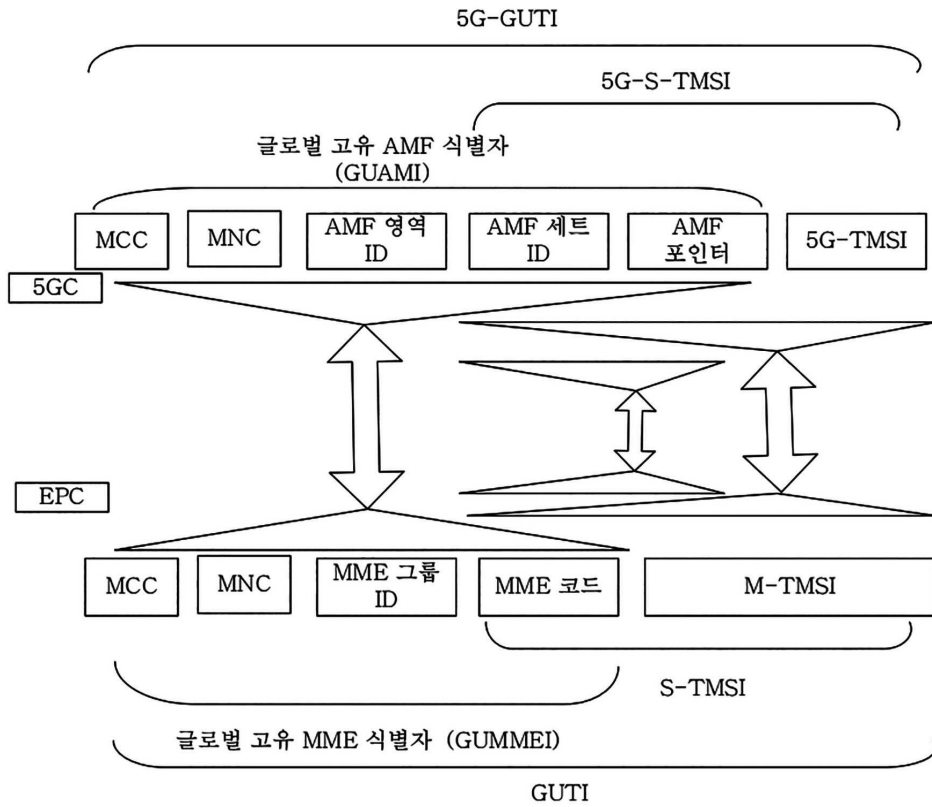 5G-GUTI
5G-S-TMSI
글로벌 고유 AMF 식별자
(GUAMI)
MCC
MNC
AMF 영역
ID
AMF 세트
ID
AMF
포인터
5G-TMSI
5GC
EPC
MCC
MNC
MME 그룹
ID
MME 코드
M-TMSI
S-TMSI
글로벌 고유 MME 식별자 (GUMMEI)
GUTI